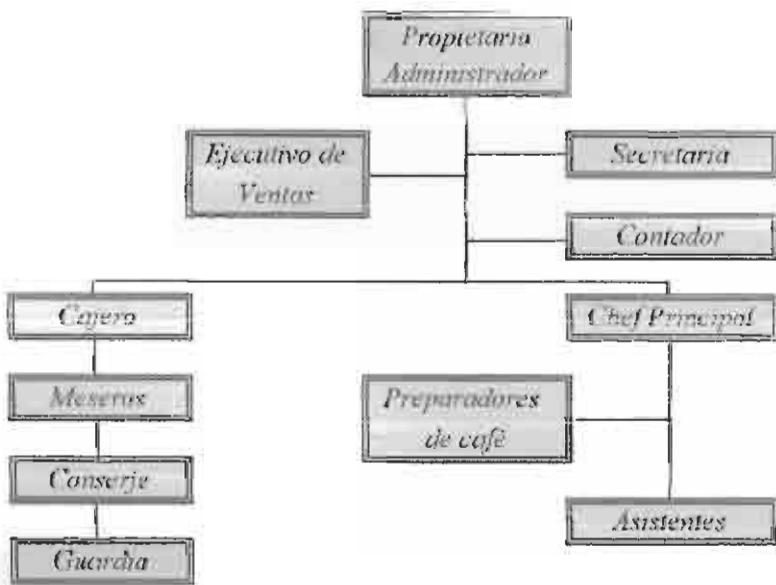 Propietario
Administrador
Ejecutivo de
Ventas
Secretaria
Contador
Cajero
Chef Principal
Meseros
Preparadores
de café
Conserje
Asistentes
Guardia